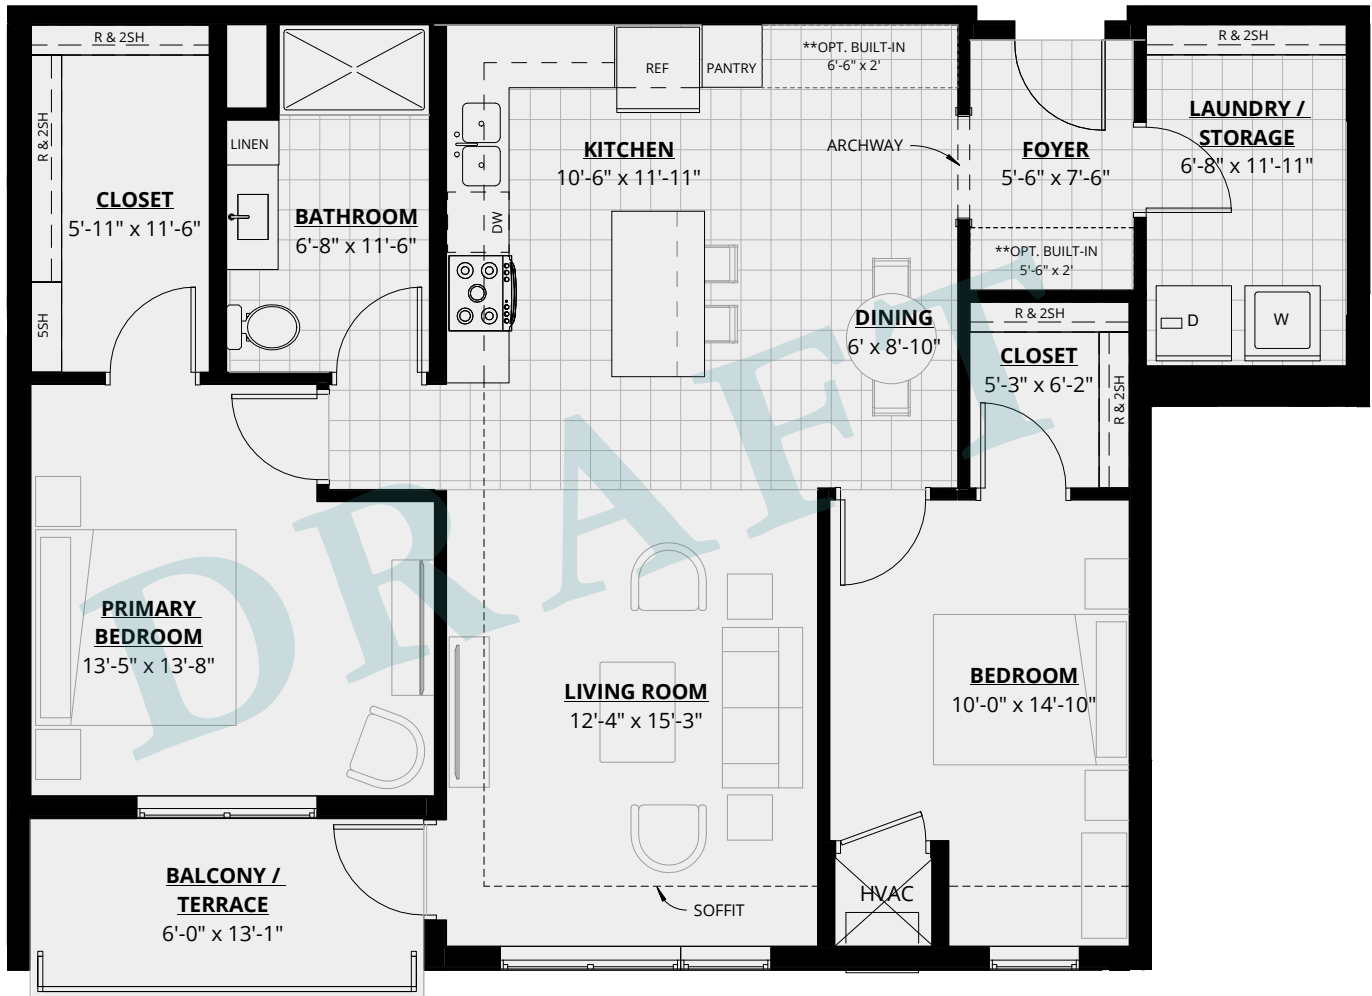 R & 2SH
R & 2SH
CLOSET
5'-11" x 11'-6"
5SH
LINEN
BATHROOM
6'-8" x 11'-6"
REF
PANTRY
**OPT. BUILT-IN
6'-6" x 2'
KITCHEN
10'-6" x 11'-11"
DW
ARCHWAY
FOYER
5'-6" x 7'-6"
**OPT. BUILT-IN
5'-6" x 2'
R & 2SH
LAUNDRY /
STORAGE
6'-8" x 11'-11"
D
W
DINING
6' x 8'-10"
R & 2SH
CLOSET
5'-3" x 6'-2"
R & 2SH
DRAFT
PRIMARY
BEDROOM
13'-5" x 13'-8"
LIVING ROOM
12'-4" x 15'-3"
BEDROOM
10'-0" x 14'-10"
BALCONY /
TERRACE
6'-0" x 13'-1"
SOFFIT
HVAC